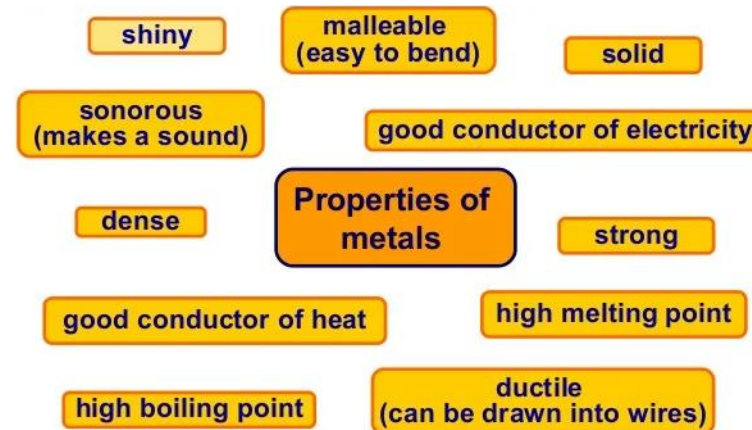 shiny
malleable
(easy to bend)
solid
sonorous
(makes a sound)
good conductor of electricity
Properties of
metals
dense
strong
good conductor of heat
high melting point
high boiling point
ductile
(can be drawn into wires)